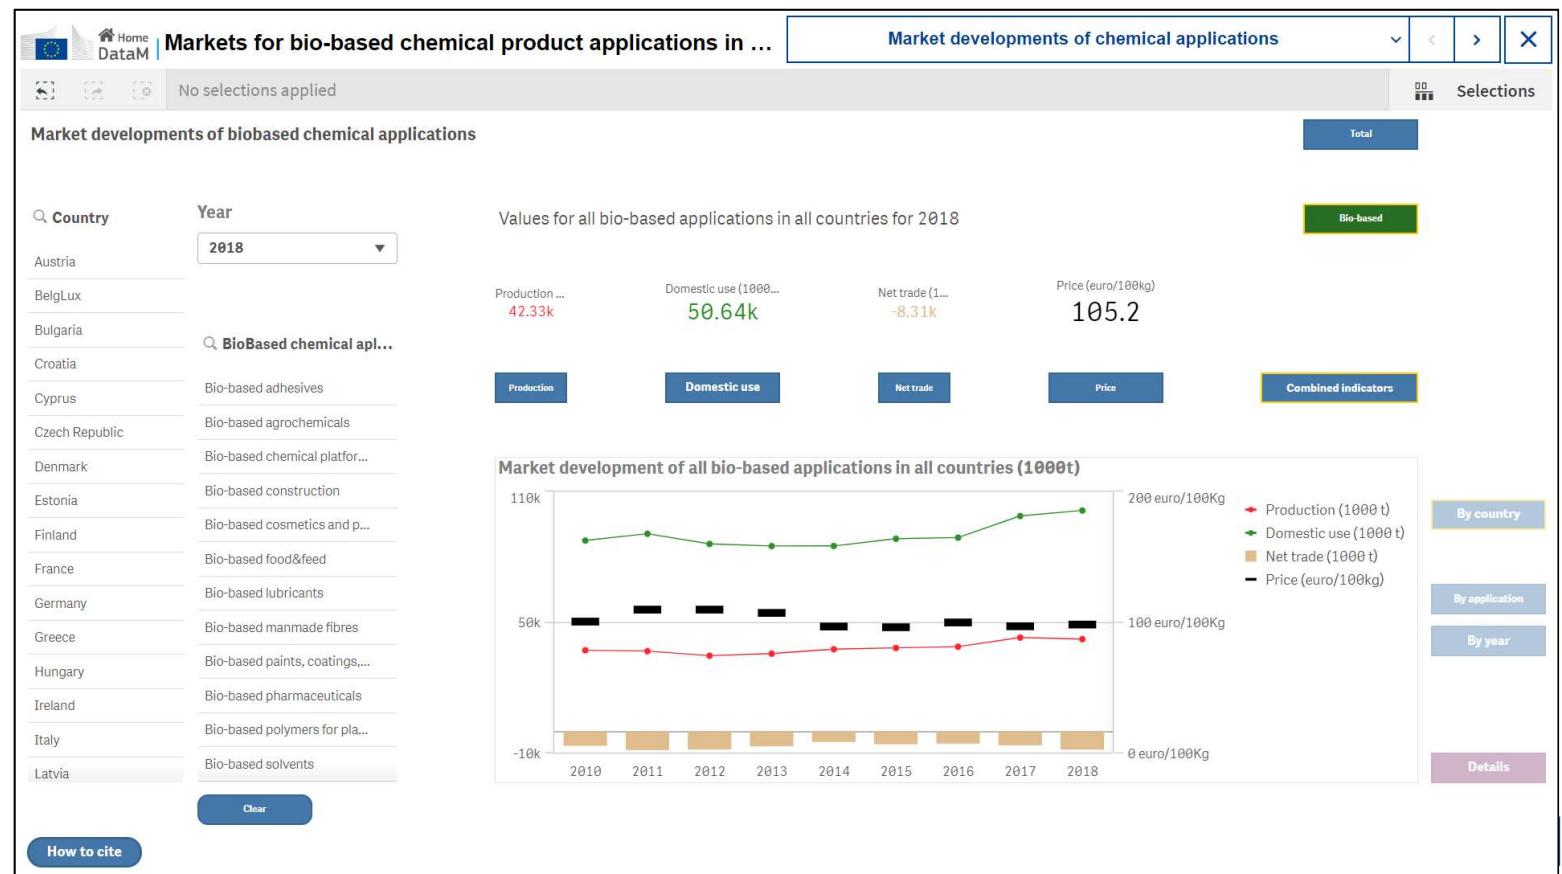 Home
DataM
Markets for bio-based chemical product applications in ...
Market developments of chemical applications
No selections applied
Selections
Market developments of biobased chemical applications
Total
Country
Austria
BelgLux
Bulgaria
Croatia
Cyprus
Czech Republic
Denmark
Estonia
Finland
France
Germany
Greece
Hungary
Ireland
Italy
Latvia
Year
2018
BioBased chemical apl...
Bio-based adhesives
Bio-based agrochemicals
Bio-based chemical platfor...
Bio-based construction
Bio-based cosmetics and p...
Bio-based food&feed
Bio-based lubricants
Bio-based manmade fibres
Bio-based paints, coatings,...
Bio-based pharmaceuticals
Bio-based polymers for pla...
Bio-based solvents
Clear
How to cite
Values for all bio-based applications in all countries for 2018
Bio-based
Production ...
42.33k
Domestic use (1000...
50.64k
Net trade (1...
-8.31k
Price (euro/100kg)
105.2
Production
Domestic use
Net trade
Price
Combined indicators
Market development of all bio-based applications in all countries (1000t)
110k
50k
-10k
200 euro/100Kg
100 euro/100Kg
0 euro/100Kg
2010 2011 2012 2013 2014 2015 2016 2017 2018
Production (1000 t)
Domestic use (1000 t)
Net trade (1000 t)
Price (euro/100kg)
By country
By application
By year
Details